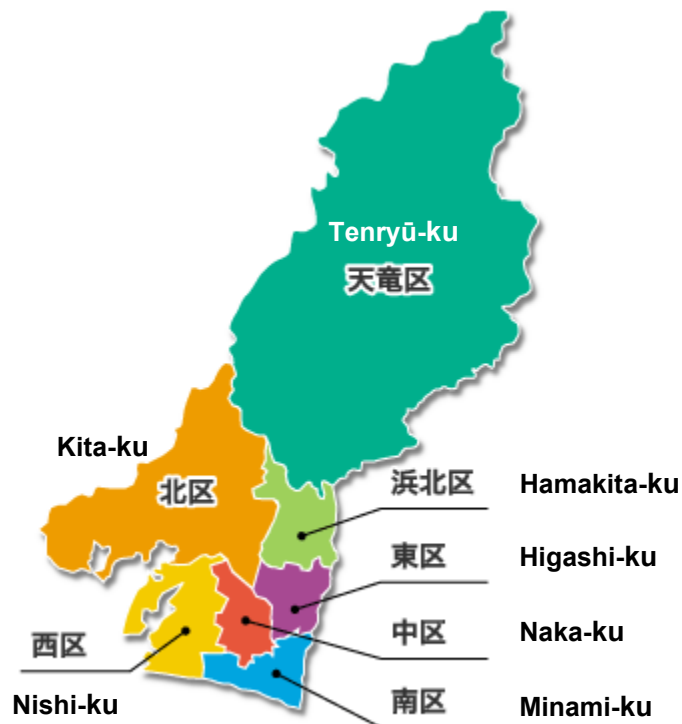 Tenryū-ku
天竜区
Kita-ku
北区
浜北区 Hamakita-ku
東区 Higashi-ku
中区 Naka-ku
西区
Nishi-ku
南区 Minami-ku